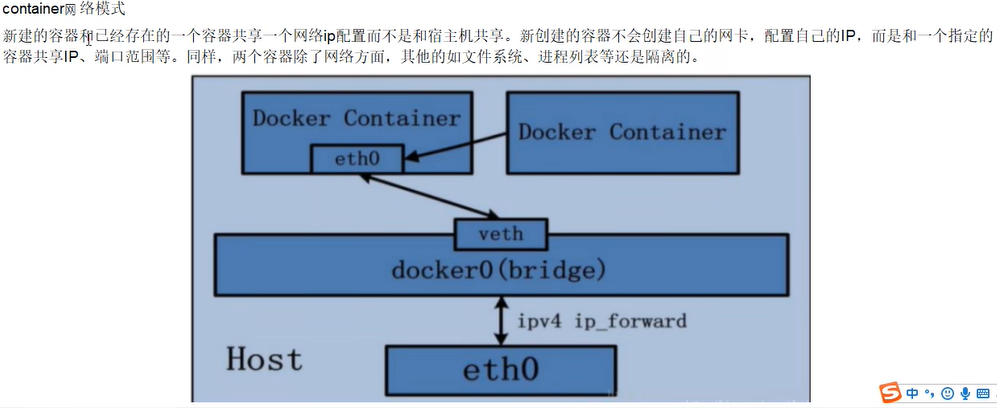 container网络模式
新建的容器和已经存在的一个容器共享一个网络ip配置而不是和宿主机共享。新创建的容器不会创建自己的网卡，配置自己的IP，而是和一个指定的
容器共享IP、端口范围等。同样，两个容器除了网络方面，其他的如文件系统、进程列表等还是隔离的。
Docker Container
Docker Container
eth0
veth
docker0(bridge)
ipv4 ip_forward
Host
eth0
中